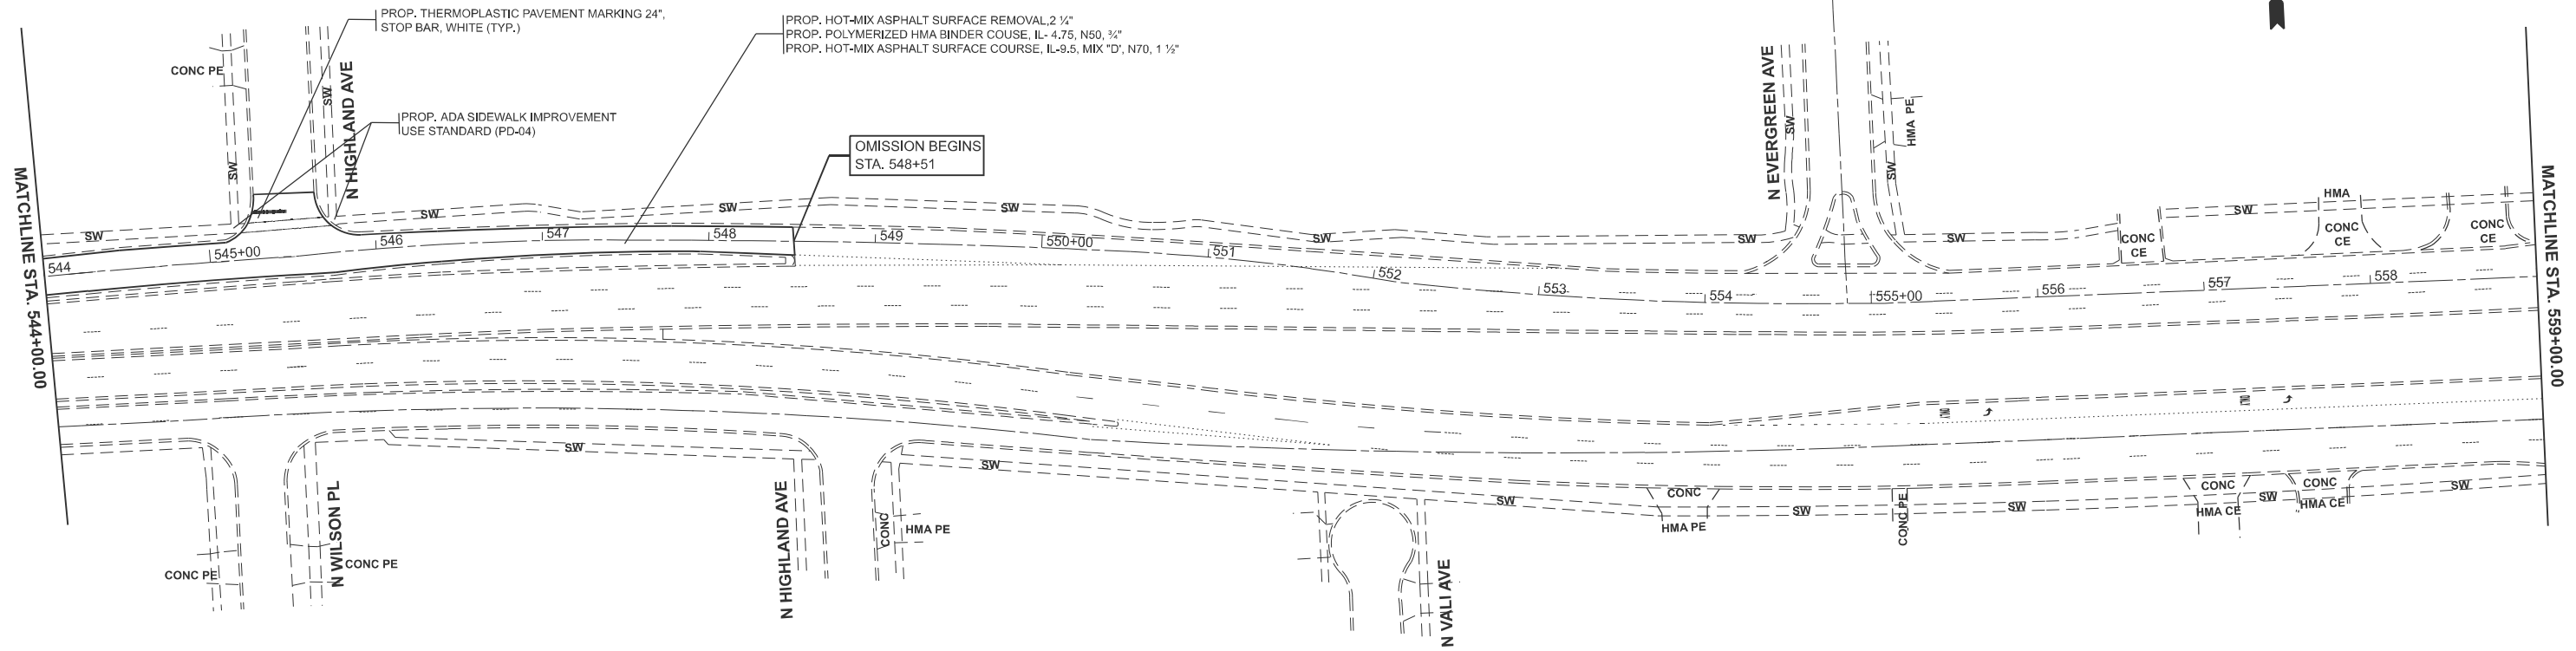 PROP. THERMOPLASTIC PAVEMENT MARKING 24",
STOP BAR, WHITE (TYP.)
PROP. HOT-MIX ASPHALT SURFACE REMOVAL,2 ¼"
PROP. POLYMERIZED HMA BINDER COUSE, IL- 4.75, N50, ¾"
PROP. HOT-MIX ASPHALT SURFACE COURSE, IL-9.5, MIX "D", N70, 1 ½"
CONC PE
SW
N HIGHLAND AVE
PROP. ADA SIDEWALK IMPROVEMENT
USE STANDARD (PD-04)
OMISSION BEGINS
STA. 548+51
N EVERGREEN AVE
SW
HMA PE
SW
SW
MATCHLINE STA. 544+00.00
MATCHLINE STA. 559+00.00
SW
SW
SW
SW
SW
SW
SW
SW
HMA
CONC
CE
CONC
CE
CONC
CE
544
545+00
546
547
548
549
550+00
551
552
553
554
555+00
556
557
558
SW
SW
SW
SW
SW
SW
SW
CONC
CONC PE
CONC
CONC
HMA PE
HMA CE
HMA CE
N WILSON PL
CONC PE
CONC PE
N HIGHLAND AVE
CONC
HMA PE
N VALI AVE